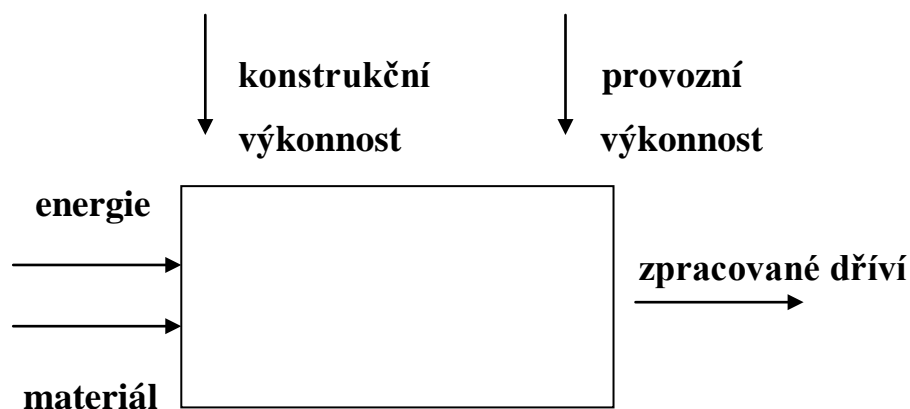 konstrukční
výkonnost
provozní
výkonnost
energie
zpracované dříví
materiál